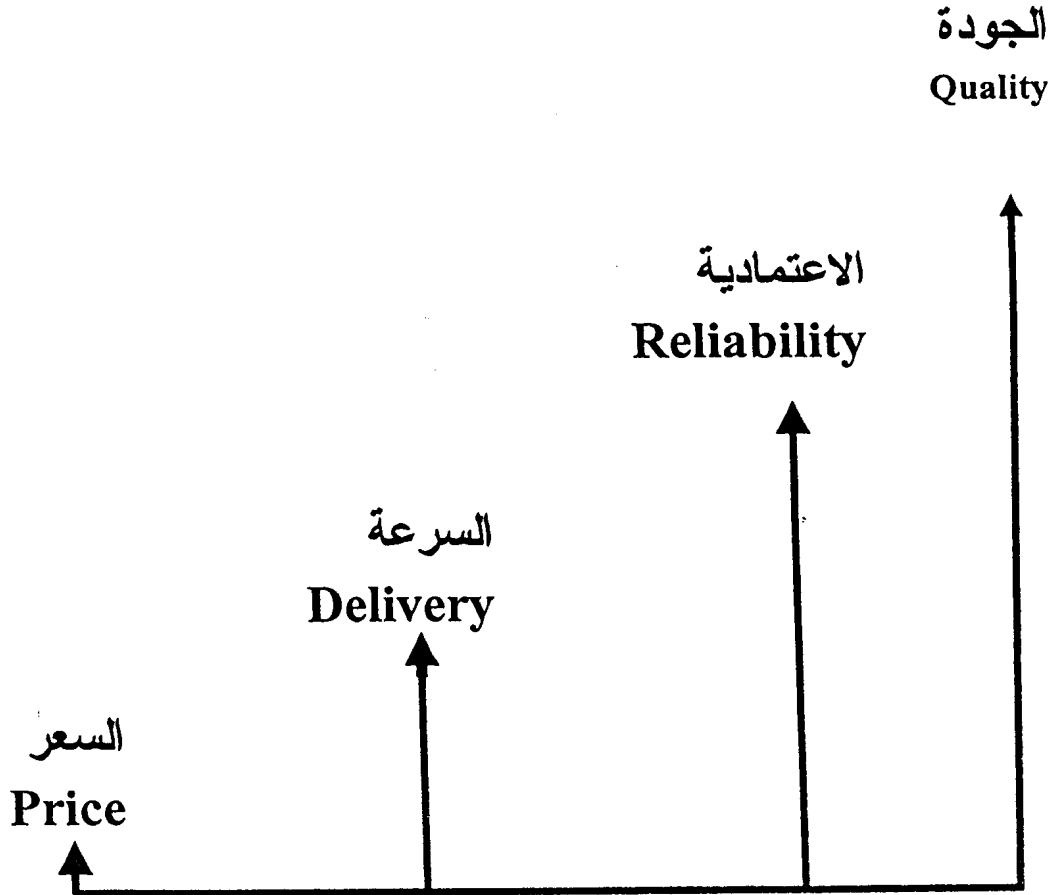 الجودة
Quality
الاعتمادية
Reliability
السرعة
Delivery
السعر
Price